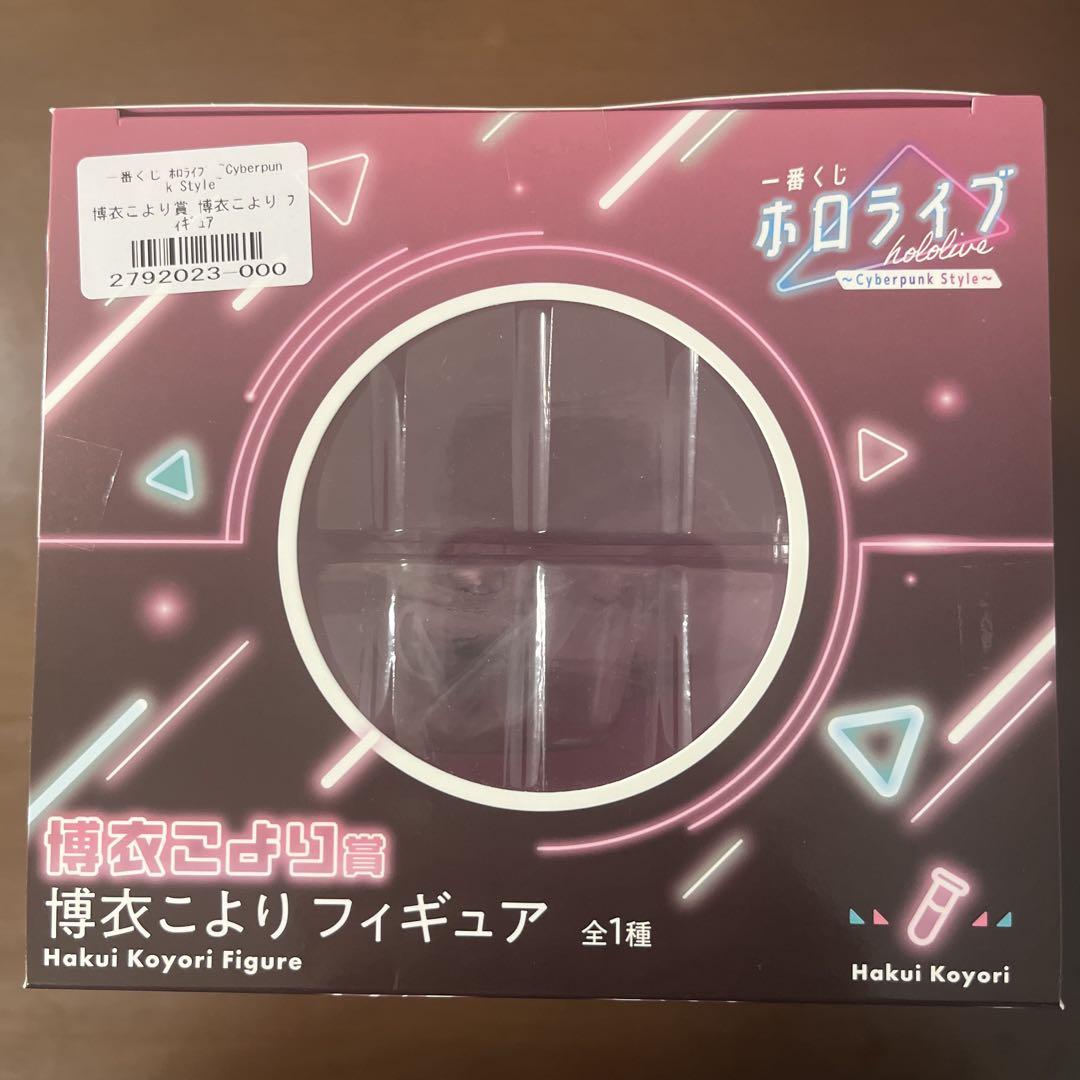 一番くじ ﾎﾛﾗｲﾌﾞ ~Cyberpun
k Style~
博衣こより賞 博衣こより フ
ｨｷﾞｭｱ
2792023-000
一番くじ
ホロライブ
hololive
～Cyberpunk Style～
博衣こより賞
博衣こより フィギュア 全1種
Hakui Koyori Figure
Hakui Koyori